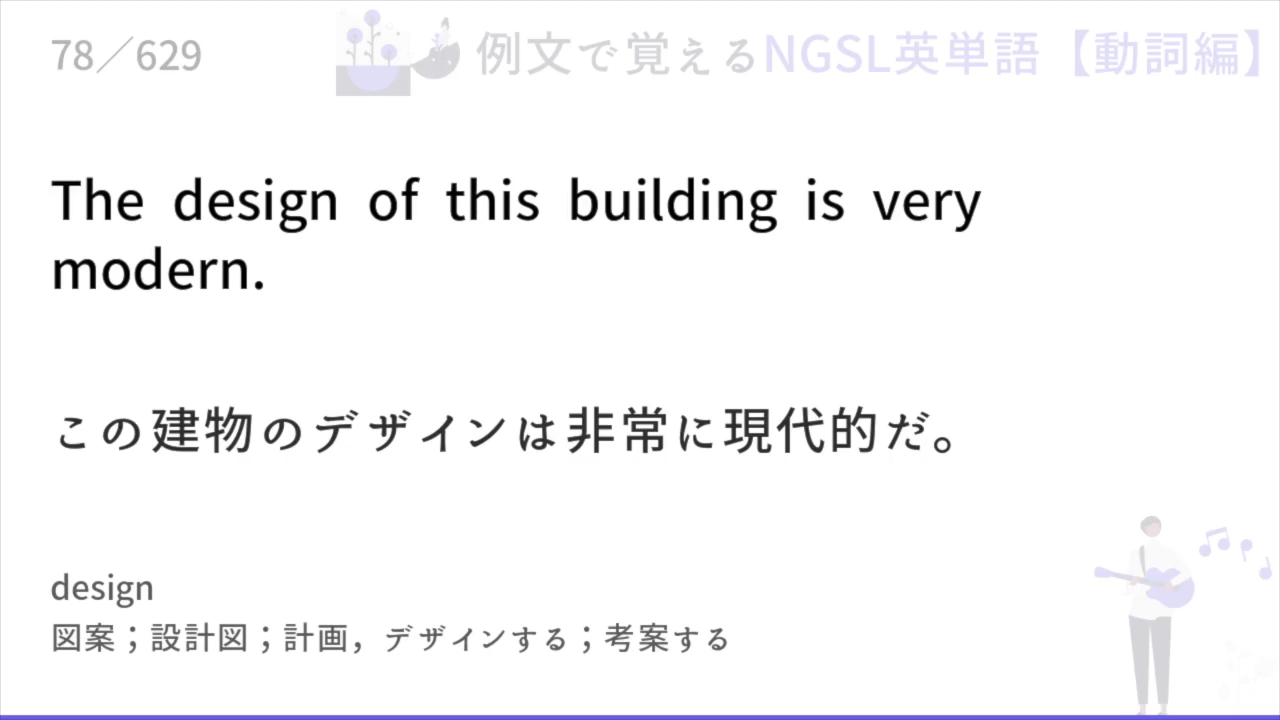 78／629
例文で覚えるNGSL英単語【動詞編】
The design of this building is very
modern.
この建物のデザインは非常に現代的だ。
design
図案；設計図；計画，デザインする；考案する